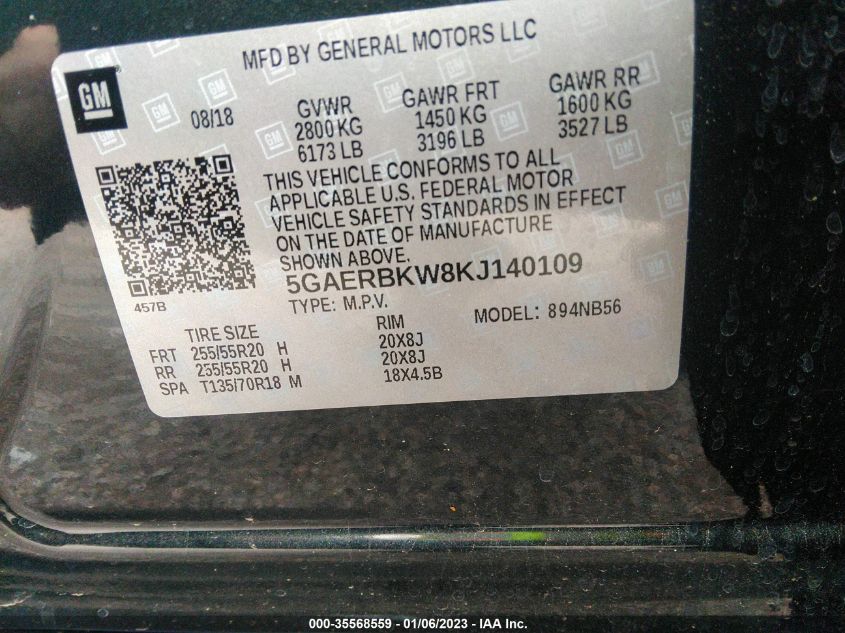 MFD BY GENERAL MOTORS LLC
GM
08/18
GVWR GAWR FRT GAWR RR
2800 KG 1450 KG 1600 KG
6173 LB 3196 LB 3527 LB
THIS VEHICLE CONFORMS TO ALL
APPLICABLE U.S. FEDERAL MOTOR
VEHICLE SAFETY STANDARDS IN EFFECT
ON THE DATE OF MANUFACTURE
SHOWN ABOVE.
5GAERBKW8KJ140109
457B
TYPE: M.P.V. MODEL: 894NB56
TIRE SIZE RIM
FRT 255/55R20 H 20X8J
RR 255/55R20 H 20X8J
SPA T135/70R18 M 18X4.5B
000-35568559 — 01/06/2023 — IAA Inc.